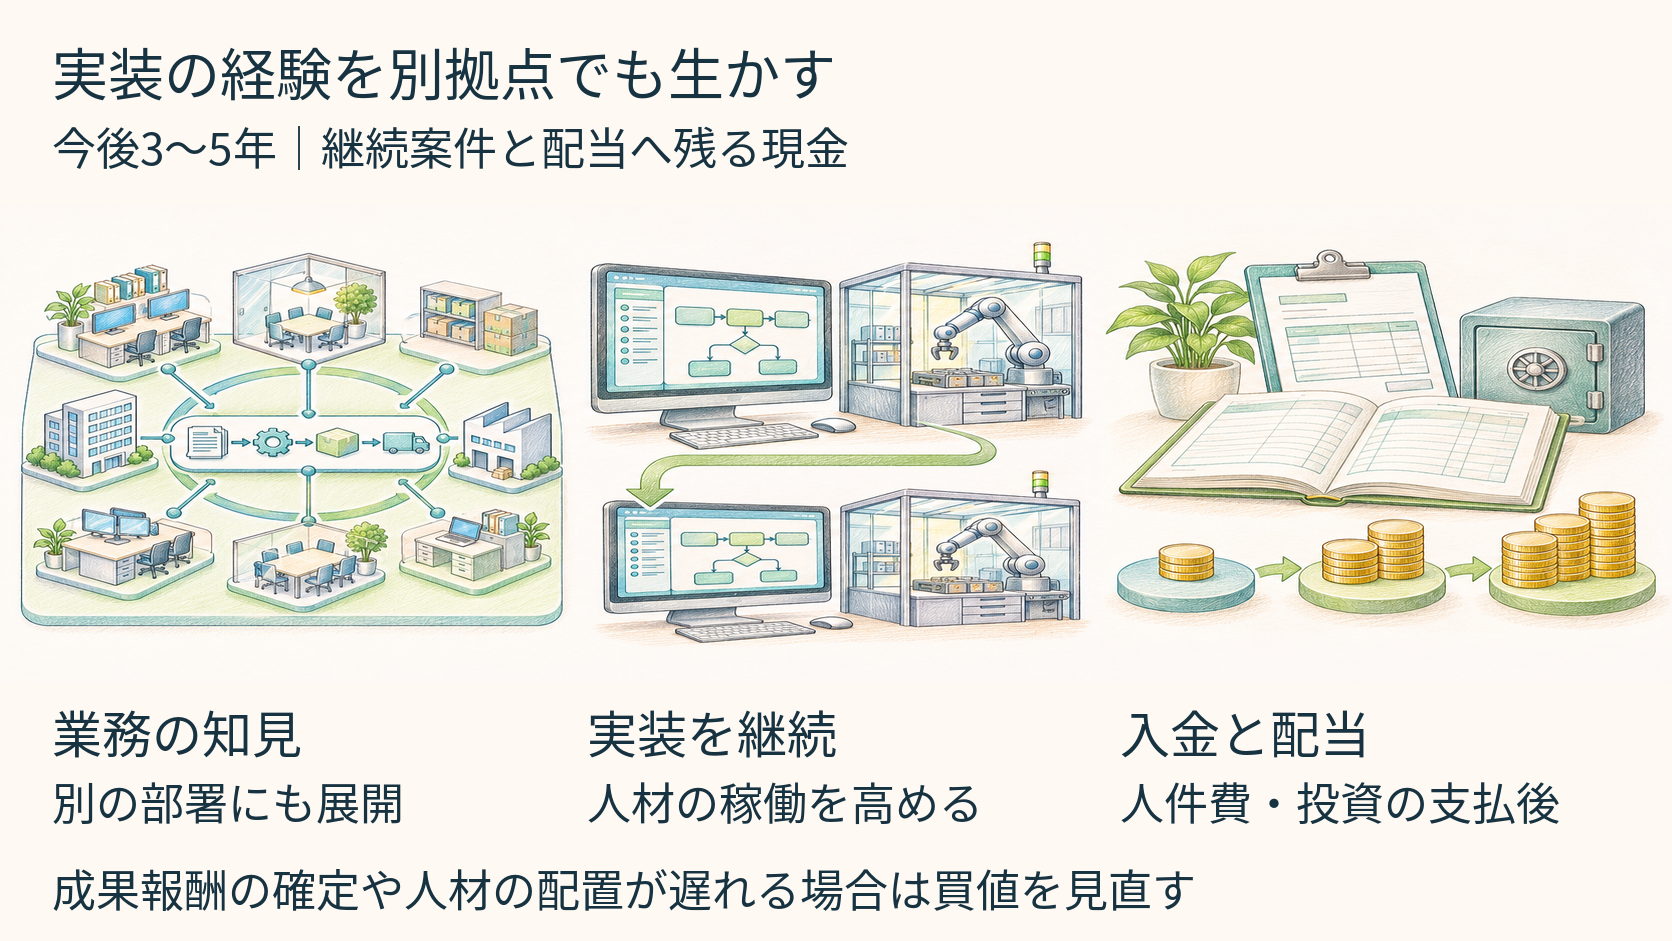 実装の経験を別拠点でも生かす
今後3〜5年｜継続案件と配当へ残る現金
業務の知見
別の部署にも展開
実装を継続
人材の稼働を高める
入金と配当
人件費・投資の支払後
成果報酬の確定や人材の配置が遅れる場合は買値を見直す